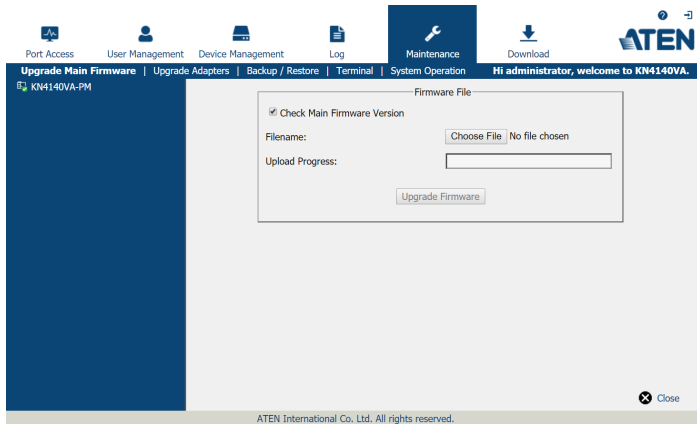 Port Access User Management Device Management Log Maintenance Download ATEN
Upgrade Main Firmware | Upgrade Adapters | Backup / Restore | Terminal | System Operation Hi administrator, welcome to KN4140VA.
KN4140VA-PM
Firmware File
Check Main Firmware Version
Filename: Choose File No file chosen
Upload Progress:
Upgrade Firmware
Close
ATEN International Co. Ltd. All rights reserved.